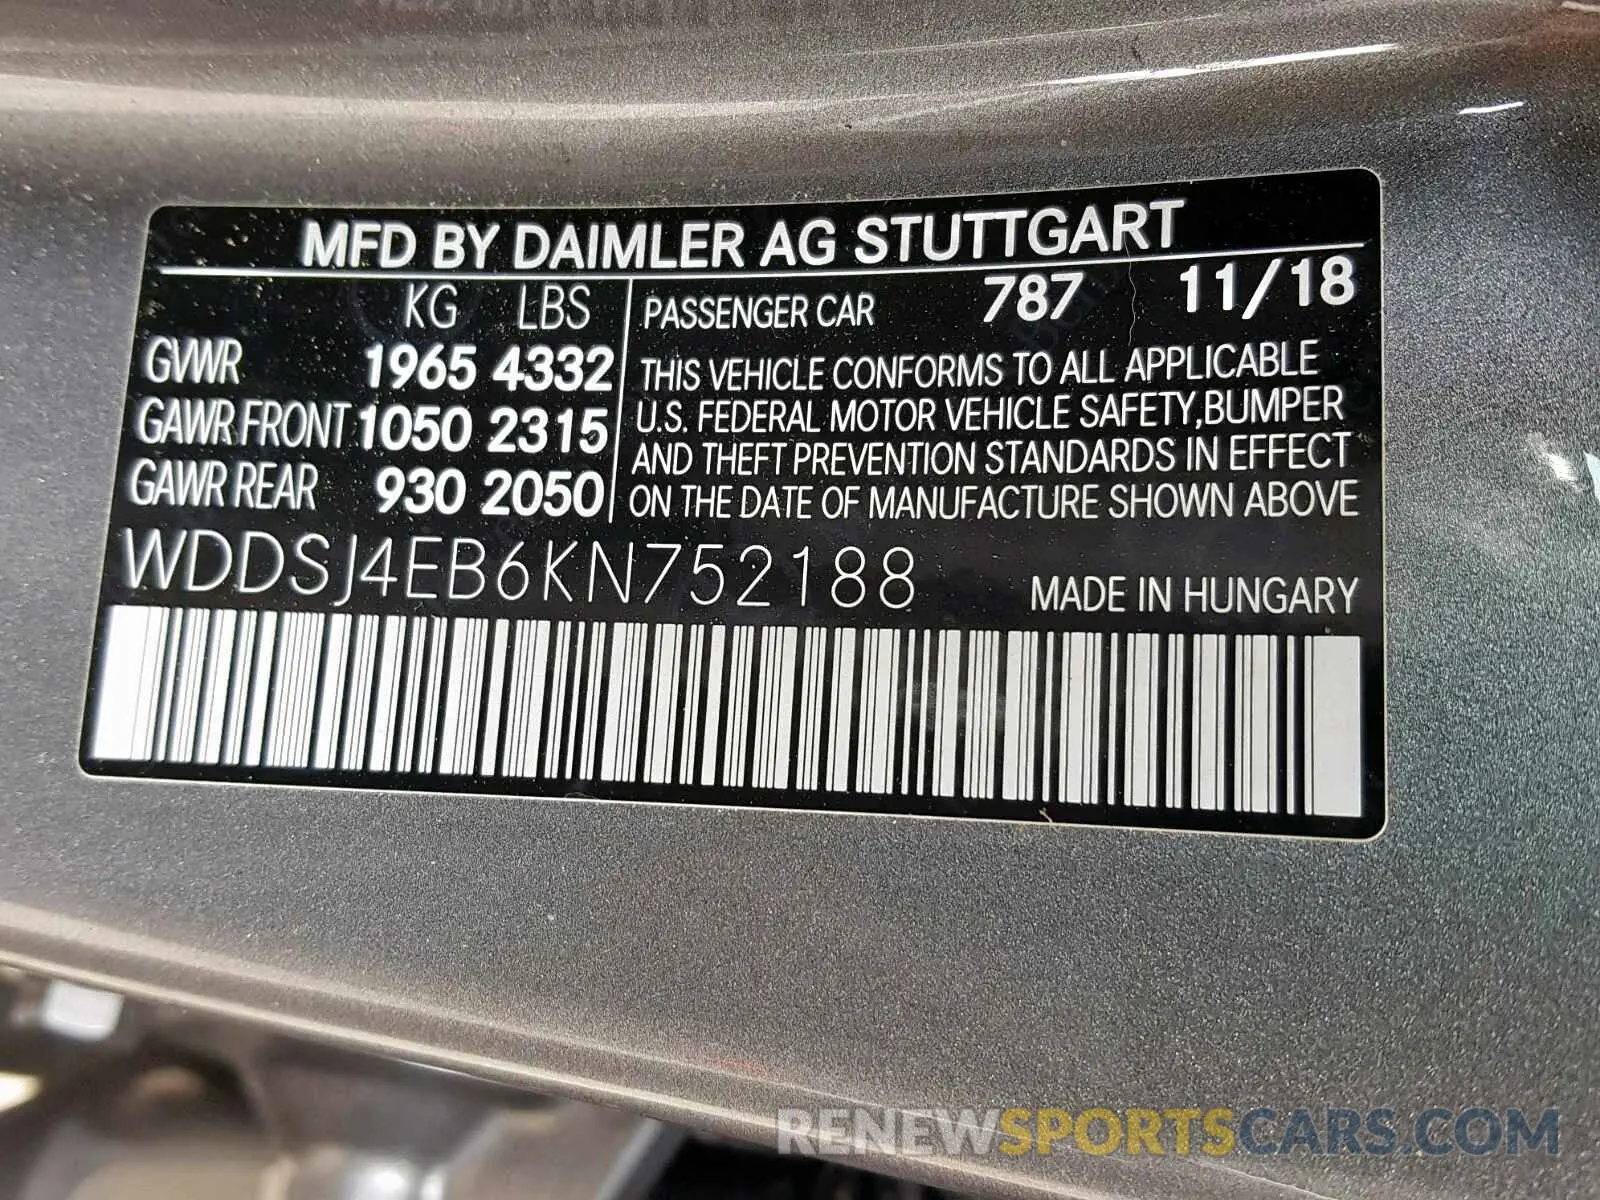 MFD BY DAIMLER AG STUTTGART
KG LBS
GVWR 1965 4332
GAWR FRONT 1050 2315
GAWR REAR 930 2050
PASSENGER CAR 787 11/18
THIS VEHICLE CONFORMS TO ALL APPLICABLE
U.S. FEDERAL MOTOR VEHICLE SAFETY, BUMPER
AND THEFT PREVENTION STANDARDS IN EFFECT
ON THE DATE OF MANUFACTURE SHOWN ABOVE
WDDSJ4EB6KN752188
MADE IN HUNGARY
RENEWSPORTSCARS.COM